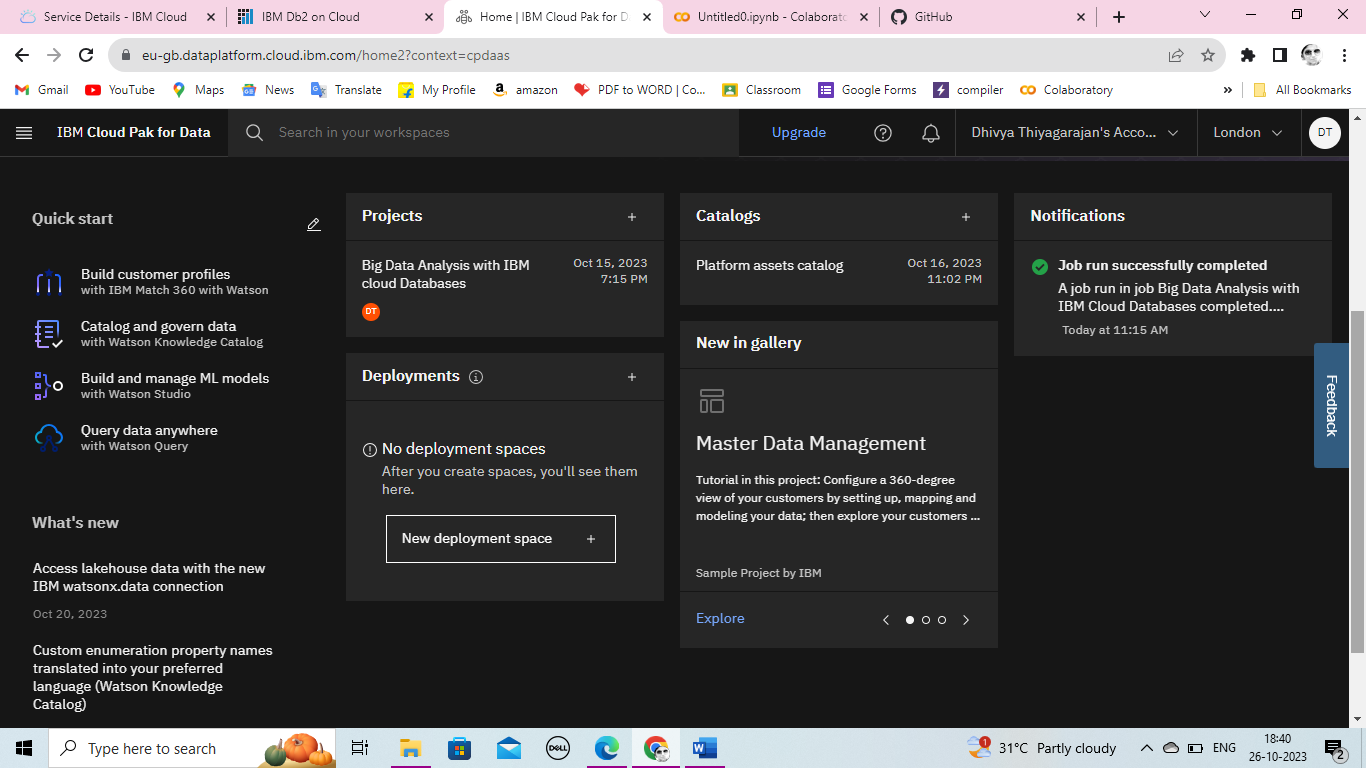 Service Details - IBM Cloud
IBM Db2 on Cloud
Home | IBM Cloud Pak for D
Untitled0.ipynb - Colaborato
GitHub
eu-gb.dataplatform.cloud.ibm.com/home2?context=cpdaas
Gmail
YouTube
Maps
News
Translate
My Profile
amazon
PDF to WORD | Co...
Classroom
Google Forms
compiler
Colaboratory
All Bookmarks
IBM Cloud Pak for Data
Search in your workspaces
Upgrade
Dhivya Thiyagarajan's Acco...
London
DT
Quick start
Build customer profiles
with IBM Match 360 with Watson
Catalog and govern data
with Watson Knowledge Catalog
Build and manage ML models
with Watson Studio
Query data anywhere
with Watson Query
What's new
Access lakehouse data with the new
IBM watsonx.data connection
Oct 20, 2023
Custom enumeration property names
translated into your preferred
language (Watson Knowledge
Catalog)
Projects
Big Data Analysis with IBM
cloud Databases
Oct 15, 2023
7:15 PM
DT
Deployments
No deployment spaces
After you create spaces, you'll see them
here.
New deployment space
Catalogs
Platform assets catalog
Oct 16, 2023
11:02 PM
New in gallery
Master Data Management
Tutorial in this project: Configure a 360-degree
view of your customers by setting up, mapping and
modeling your data; then explore your customers ...
Sample Project by IBM
Explore
Notifications
Job run successfully completed
A job run in job Big Data Analysis with
IBM Cloud Databases completed....
Today at 11:15 AM
Feedback
Type here to search
DELL
1
31°C Partly cloudy
ENG
18:40
26-10-2023
2